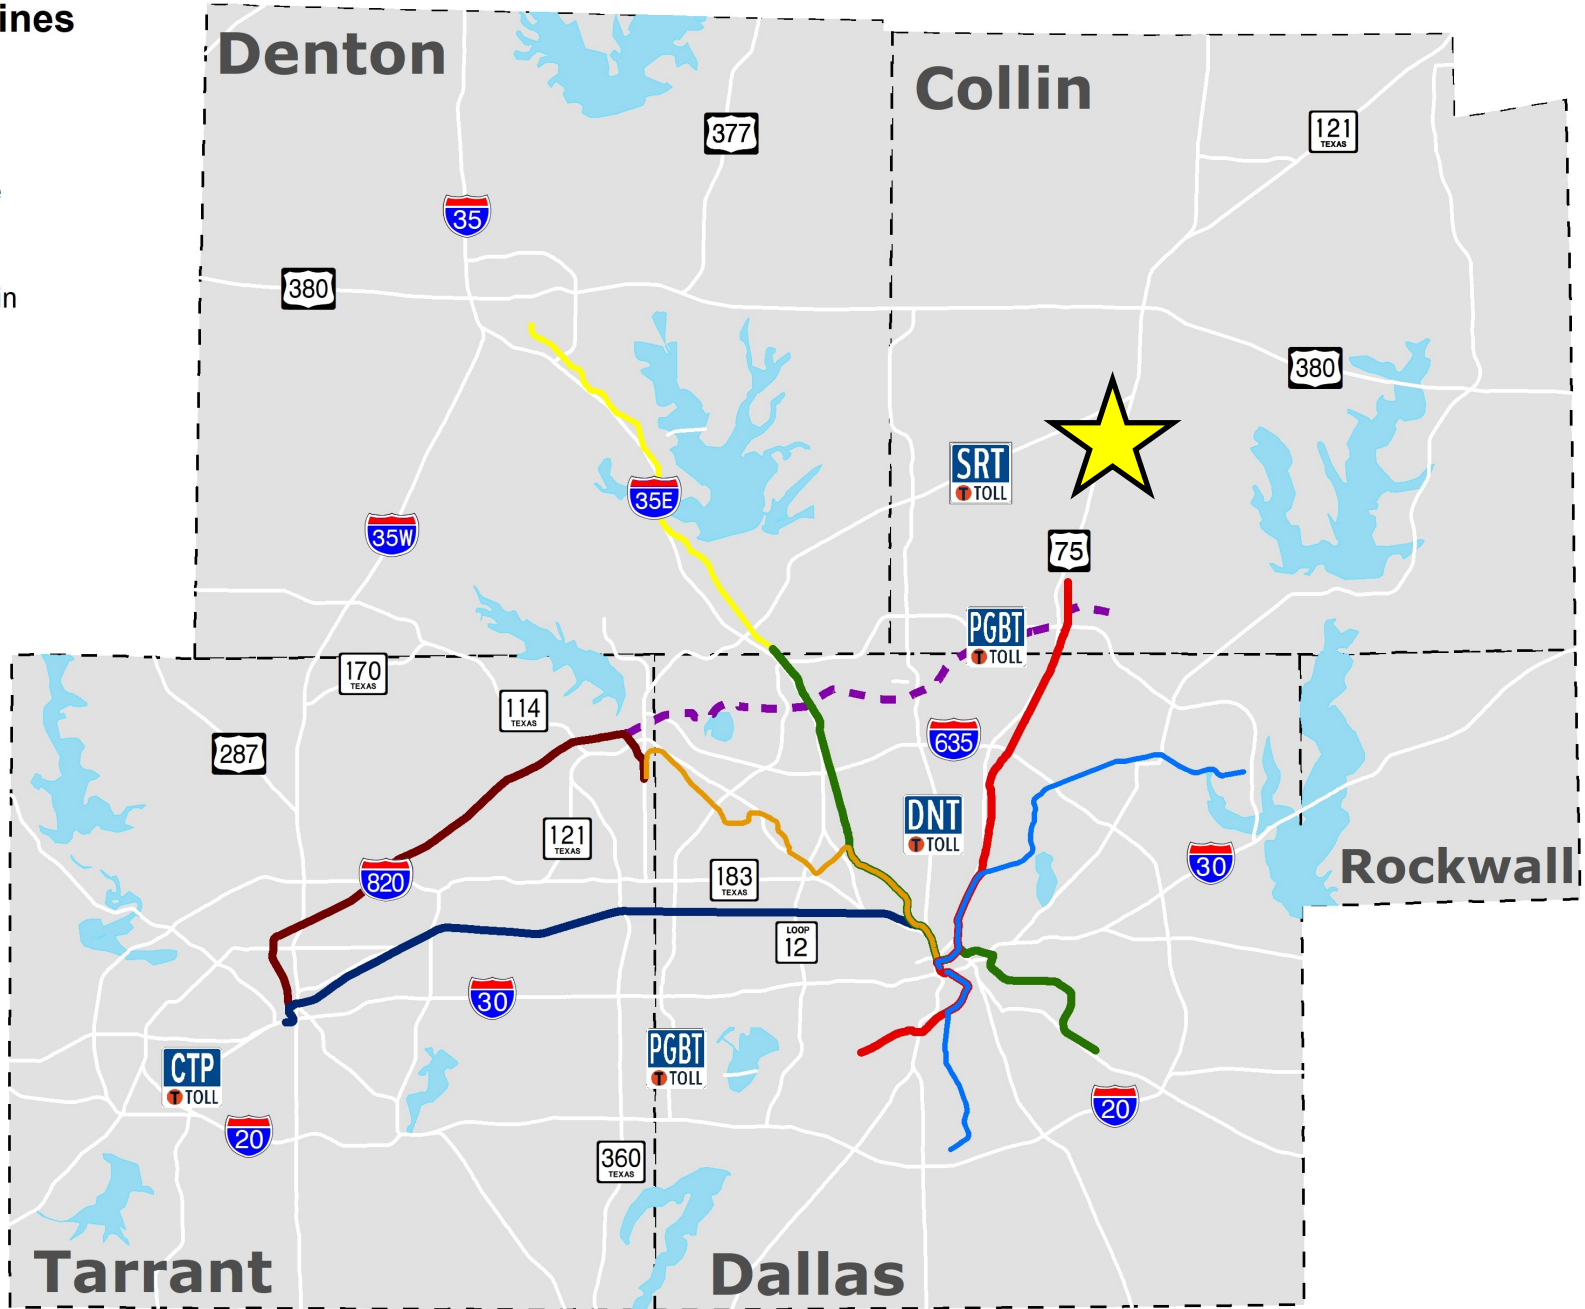 ines
Denton
Collin
377
121
TEXAS
35
in
380
380
SRT
T TOLL
35E
35W
75
PGBT
T TOLL
170
TEXAS
114
TEXAS
287
635
DNT
T TOLL
121
TEXAS
820
183
TEXAS
30
Rockwall
LOOP
12
30
PGBT
T TOLL
CTP
T TOLL
20
20
360
TEXAS
Tarrant
Dallas